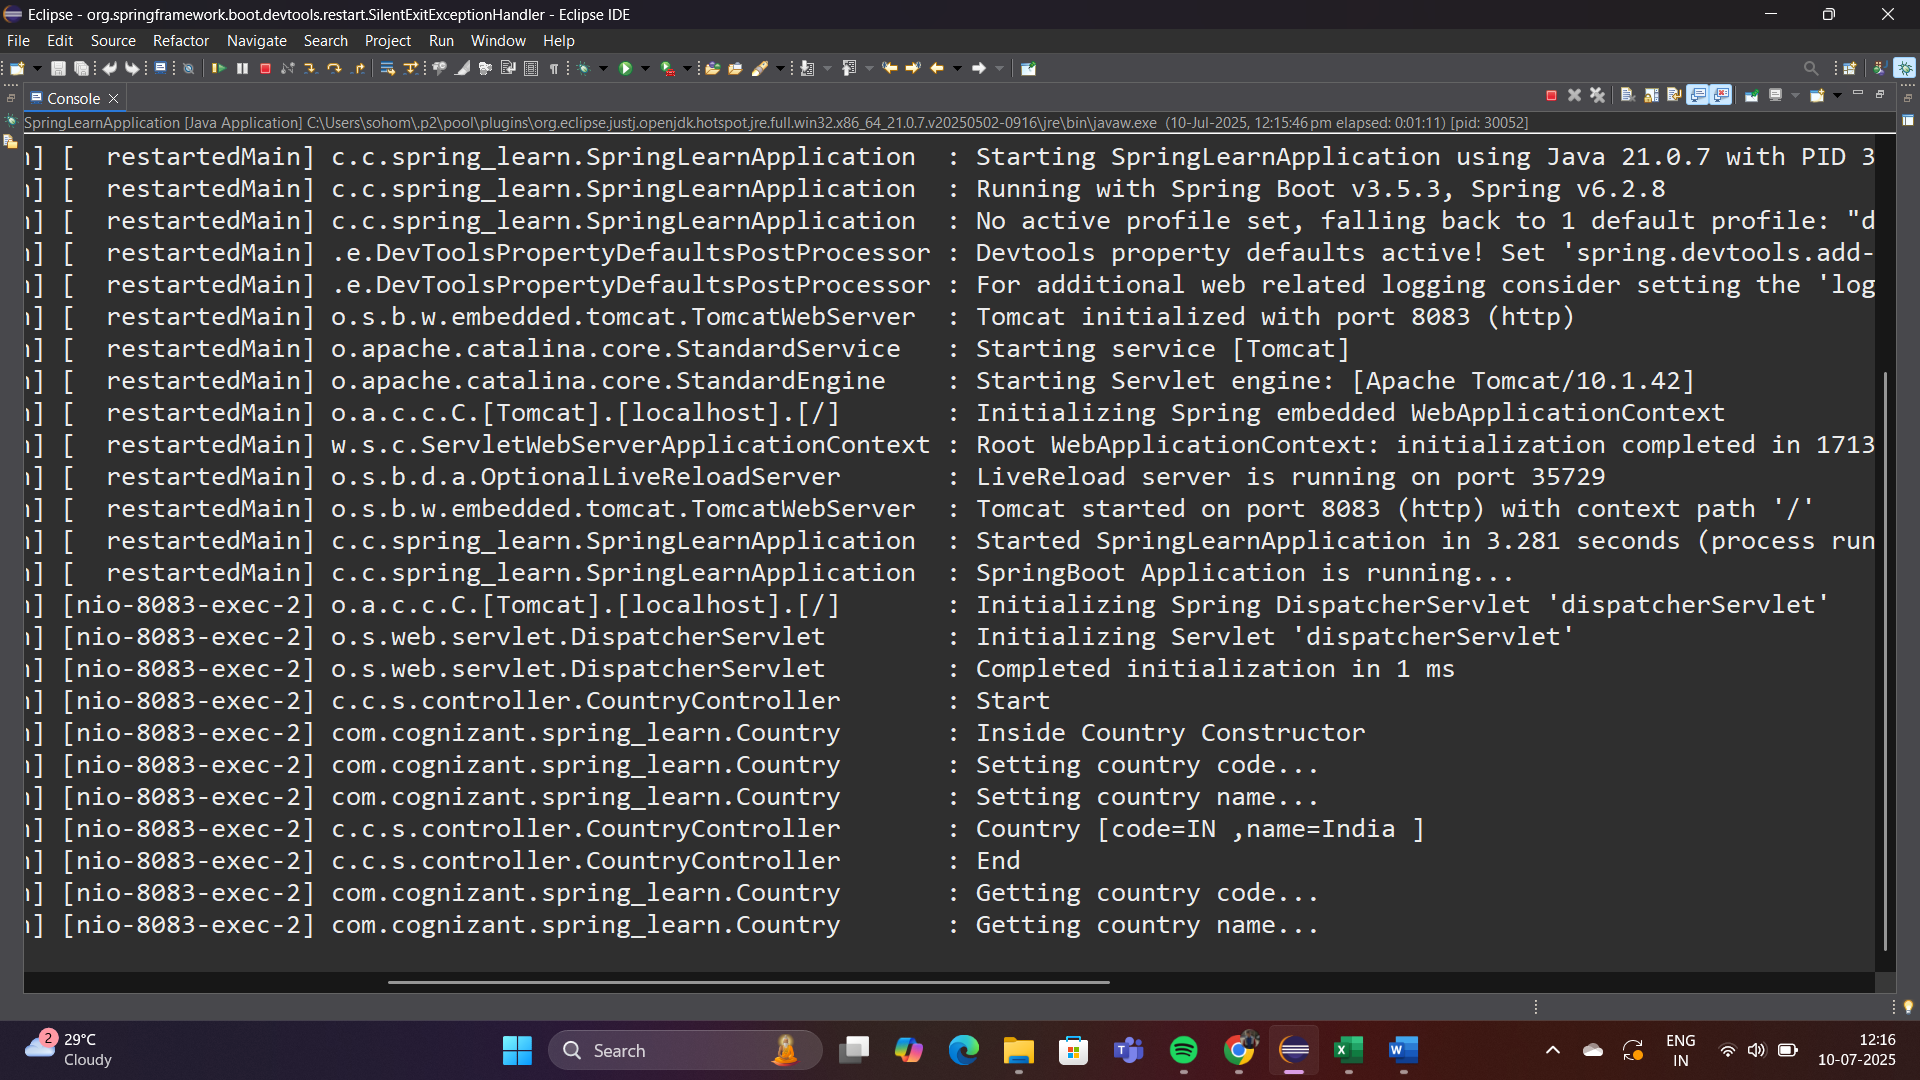 Eclipse - org.springframework.boot.devtools.restart.SilentExitExceptionHandler - Eclipse IDE
File Edit Source Refactor Navigate Search Project Run Window Help
Console
SpringLearnApplication [Java Application] C:\Users\sohom\.p2\pool\plugins\org.eclipse.justj.openjdk.hotspot.jre.full.win32.x86_64_21.0.7.v20250502-0916\jre\bin\javaw.exe (10-Jul-2025, 12:15:46 pm elapsed: 0:01:11) [pid: 30052]
] [  restartedMain] c.c.spring_learn.SpringLearnApplication : Starting SpringLearnApplication using Java 21.0.7 with PID 3
] [  restartedMain] c.c.spring_learn.SpringLearnApplication : Running with Spring Boot v3.5.3, Spring v6.2.8
] [  restartedMain] c.c.spring_learn.SpringLearnApplication : No active profile set, falling back to 1 default profile: "d
] [  restartedMain] .e.DevToolsPropertyDefaultsPostProcessor : Devtools property defaults active! Set 'spring.devtools.add-
] [  restartedMain] .e.DevToolsPropertyDefaultsPostProcessor : For additional web related logging consider setting the 'log
] [  restartedMain] o.s.b.w.embedded.tomcat.TomcatWebServer : Tomcat initialized with port 8083 (http)
] [  restartedMain] o.apache.catalina.core.StandardService : Starting service [Tomcat]
] [  restartedMain] o.apache.catalina.core.StandardEngine : Starting Servlet engine: [Apache Tomcat/10.1.42]
] [  restartedMain] o.a.c.c.C.[Tomcat].[localhost].[/] : Initializing Spring embedded WebApplicationContext
] [  restartedMain] w.s.c.ServletWebServerApplicationContext : Root WebApplicationContext: initialization completed in 1713
] [  restartedMain] o.s.b.d.a.OptionalLiveReloadServer : LiveReload server is running on port 35729
] [  restartedMain] o.s.b.w.embedded.tomcat.TomcatWebServer : Tomcat started on port 8083 (http) with context path '/'
] [  restartedMain] c.c.spring_learn.SpringLearnApplication : Started SpringLearnApplication in 3.281 seconds (process run
] [  restartedMain] c.c.spring_learn.SpringLearnApplication : SpringBoot Application is running...
] [nio-8083-exec-2] o.a.c.c.C.[Tomcat].[localhost].[/] : Initializing Spring DispatcherServlet 'dispatcherServlet'
] [nio-8083-exec-2] o.s.web.servlet.DispatcherServlet : Initializing Servlet 'dispatcherServlet'
] [nio-8083-exec-2] o.s.web.servlet.DispatcherServlet : Completed initialization in 1 ms
] [nio-8083-exec-2] c.c.s.controller.CountryController : Start
] [nio-8083-exec-2] com.cognizant.spring_learn.Country : Inside Country Constructor
] [nio-8083-exec-2] com.cognizant.spring_learn.Country : Setting country code...
] [nio-8083-exec-2] com.cognizant.spring_learn.Country : Setting country name...
] [nio-8083-exec-2] c.c.s.controller.CountryController : Country [code=IN ,name=India ]
] [nio-8083-exec-2] c.c.s.controller.CountryController : End
] [nio-8083-exec-2] com.cognizant.spring_learn.Country : Getting country code...
] [nio-8083-exec-2] com.cognizant.spring_learn.Country : Getting country name...
2
29°C
Cloudy
Search
ENG
IN
12:16
10-07-2025